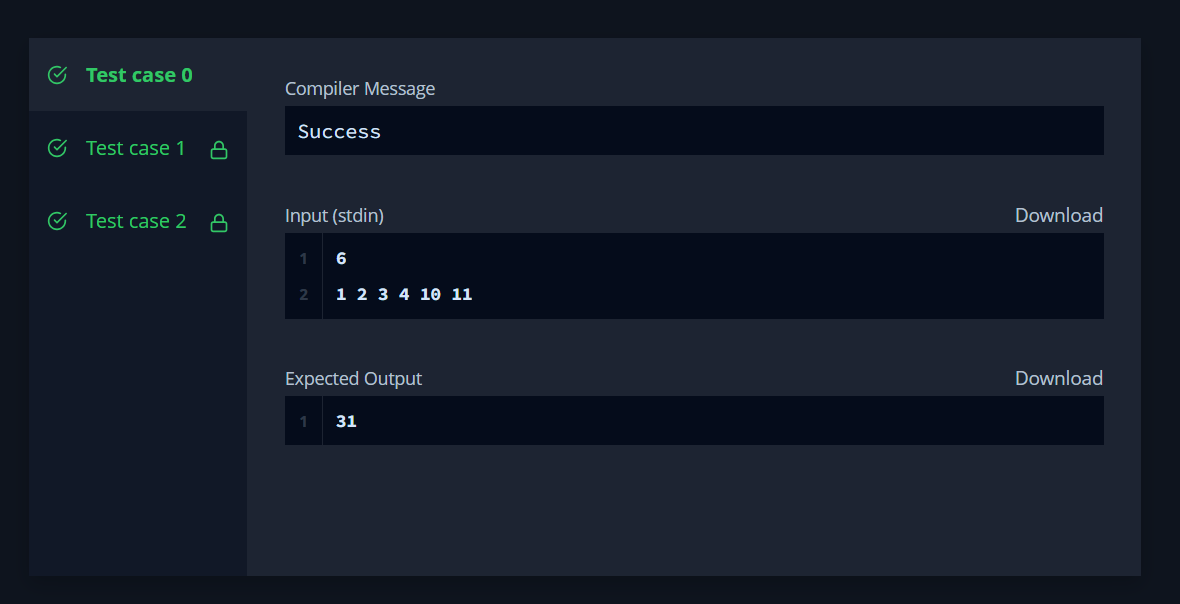 Test case 0
Test case 1
Test case 2
Compiler Message
Success
Input (stdin)
Download
1 6
2 1 2 3 4 10 11
Expected Output
Download
1 31